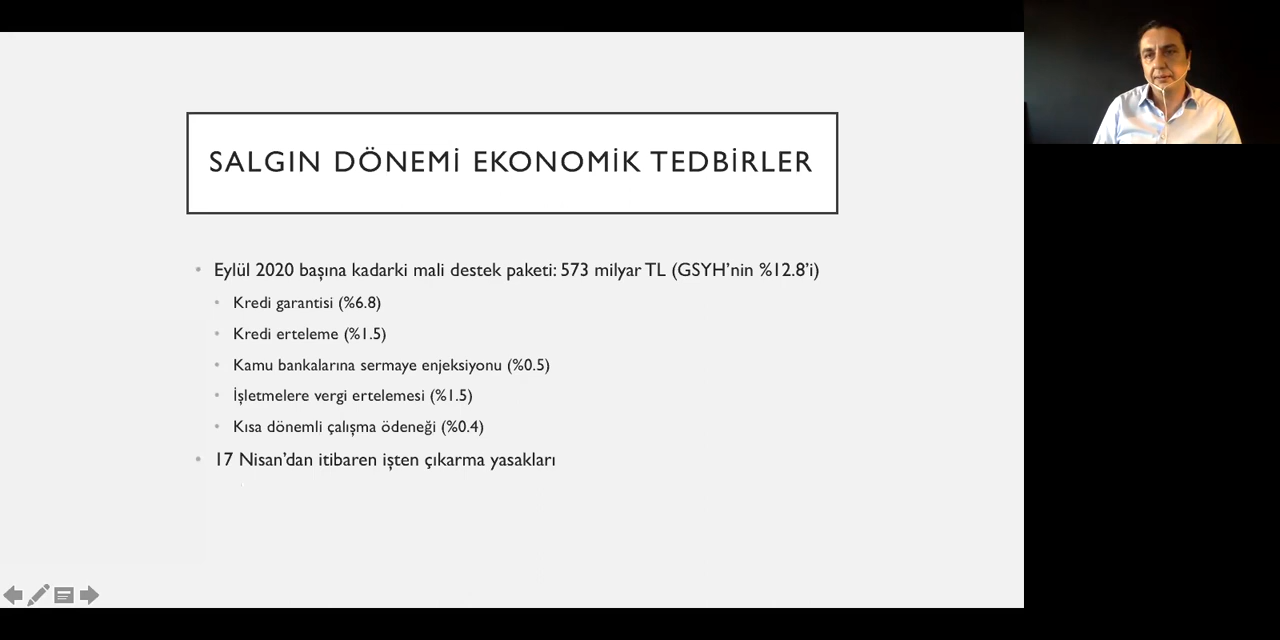 SALGIN DÖNEMİ EKONOMİK TEDBİRLER
• Eylül 2020 başına kadarki mali destek paketi: 573 milyar TL (GSYH’nin %12.8’i)
• Kredi garantisi (%6.8)
• Kredi erteleme (%1.5)
• Kamu bankalarına sermaye enjeksiyonu (%0.5)
• İşletmelere vergi ertelemesi (%1.5)
• Kısa dönemli çalışma ödeneği (%0.4)
• 17 Nisan’dan itibaren işten çıkarma yasakları